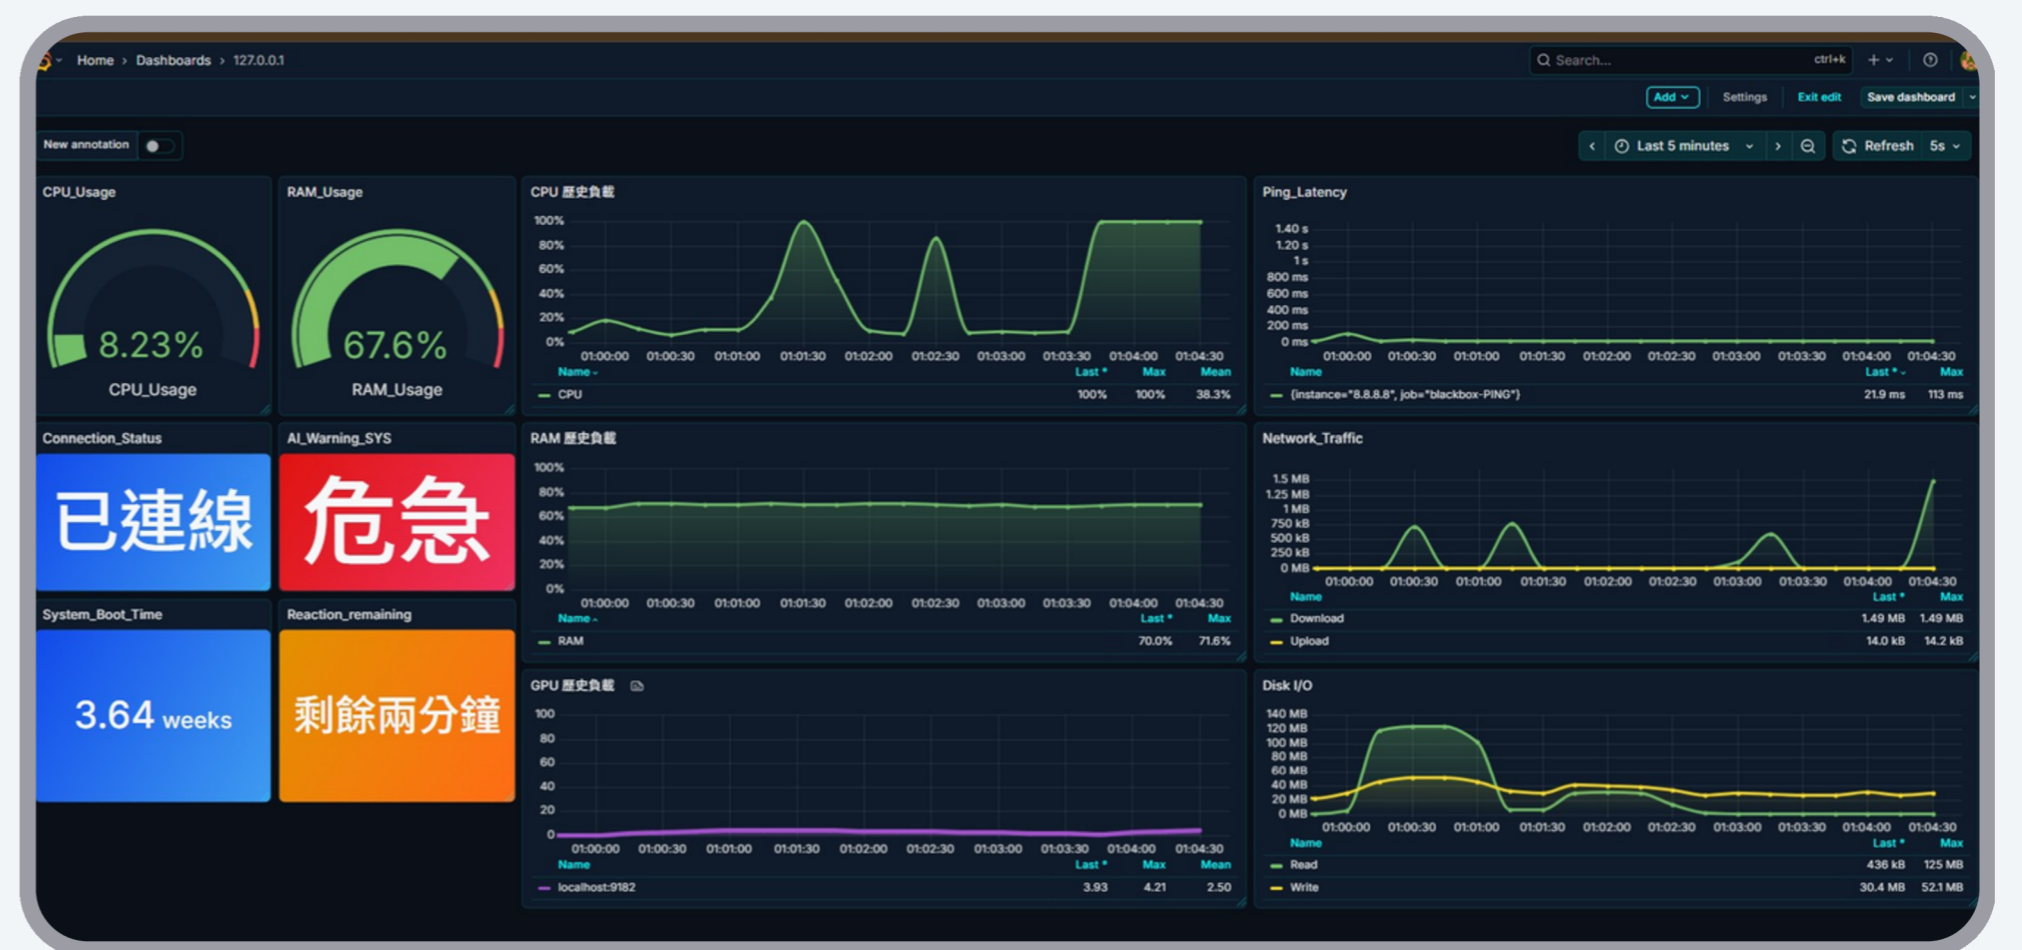 Home › Dashboards › 127.0.0.1
Search... ctrl+k
Add Settings Exit edit Save dashboard
New annotation
Last 5 minutes Refresh 5s
CPU_Usage
8.23%
CPU_Usage
RAM_Usage
67.6%
RAM_Usage
CPU 歷史負載
100%
80%
60%
40%
20%
0%
01:00:00 01:00:30 01:01:00 01:01:30 01:02:00 01:02:30 01:03:00 01:03:30 01:04:00 01:04:30
Name Last * Max Mean
CPU 100% 100% 38.3%
Ping_Latency
1.40 s
1.20 s
1 s
800 ms
600 ms
400 ms
200 ms
0 ms
01:00:00 01:00:30 01:01:00 01:01:30 01:02:00 01:02:30 01:03:00 01:03:30 01:04:00 01:04:30
Name Last * Max
{instance="8.8.8.8", job="blackbox-PING"} 21.9 ms 113 ms
Connection_Status
已連線
AI_Warning_SYS
危急
RAM 歷史負載
100%
80%
60%
40%
20%
0%
01:00:00 01:00:30 01:01:00 01:01:30 01:02:00 01:02:30 01:03:00 01:03:30 01:04:00 01:04:30
Name Last * Max
RAM 70.0% 71.6%
Network_Traffic
1.5 MB
1.25 MB
1 MB
750 kB
500 kB
250 kB
0 MB
01:00:00 01:00:30 01:01:00 01:01:30 01:02:00 01:02:30 01:03:00 01:03:30 01:04:00 01:04:30
Name Last * Max
Download 1.49 MB 1.49 MB
Upload 14.0 kB 14.2 kB
System_Boot_Time
3.64 weeks
Reaction_remaining
剩餘兩分鐘
GPU 歷史負載
100
80
60
40
20
0
01:00:00 01:00:30 01:01:00 01:01:30 01:02:00 01:02:30 01:03:00 01:03:30 01:04:00 01:04:30
Name Last * Max Mean
localhost:9182 3.93 4.21 2.50
Disk I/O
140 MB
120 MB
100 MB
80 MB
60 MB
40 MB
20 MB
0 MB
01:00:00 01:00:30 01:01:00 01:01:30 01:02:00 01:02:30 01:03:00 01:03:30 01:04:00 01:04:30
Name Last * Max
Read 436 kB 125 MB
Write 30.4 MB 52.1 MB